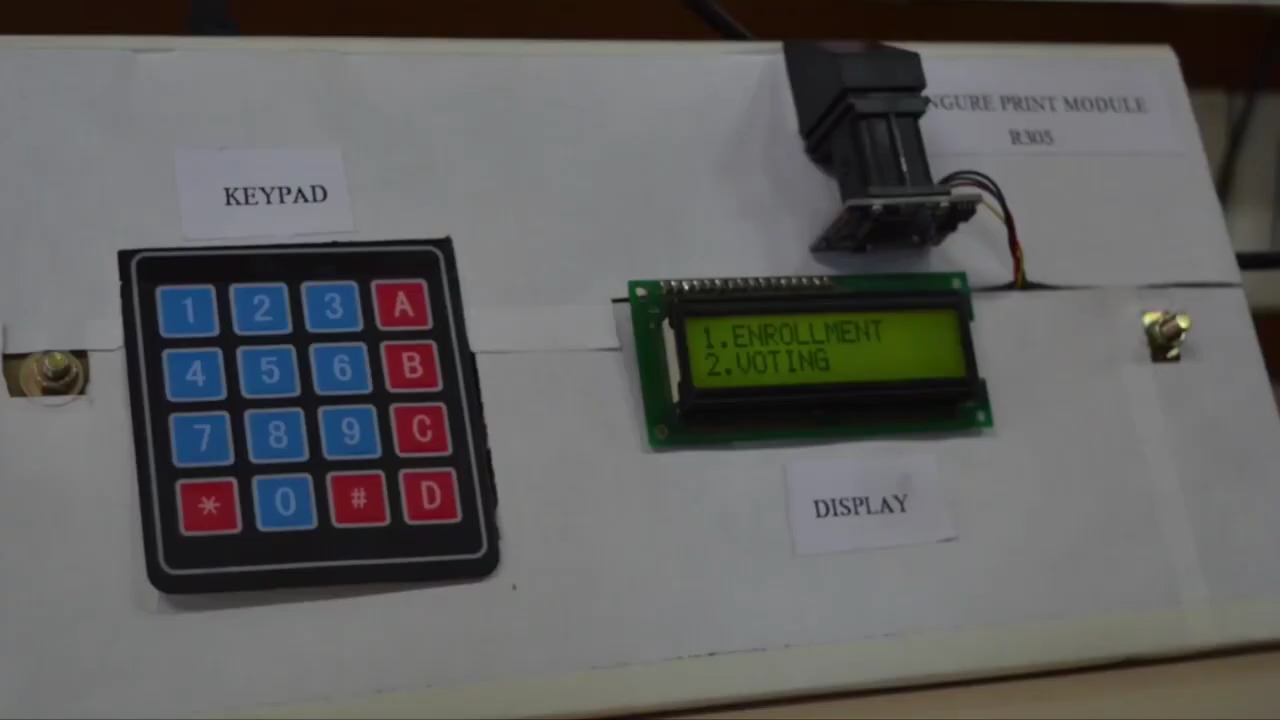 NGURE PRINT MODULE
R305
KEYPAD
1 2 3 A
4 5 6 B
7 8 9 C
* 0 # D
1.ENROLLMENT
2.VOTING
DISPLAY